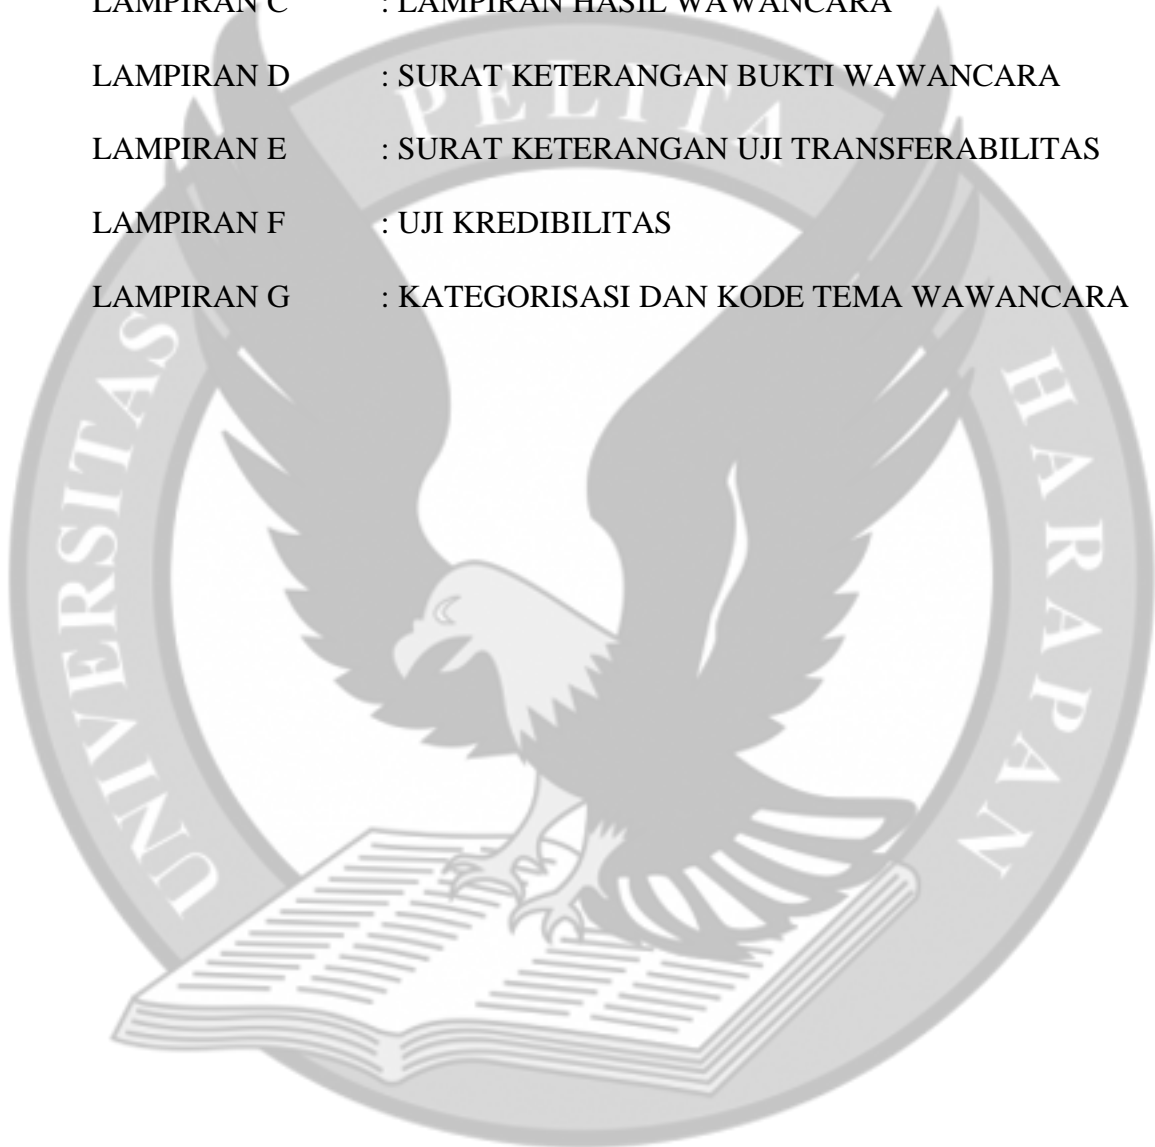 LAMPIRAN C : LAMPIRAN HASIL WAWANCARA
LAMPIRAN D : SURAT KETERANGAN BUKTI WAWANCARA
LAMPIRAN E : SURAT KETERANGAN UJI TRANSFERABILITAS
LAMPIRAN F : UJI KREDIBILITAS
LAMPIRAN G : KATEGORISASI DAN KODE TEMA WAWANCARA
UNIVERSITAS PELITA HARAPAN